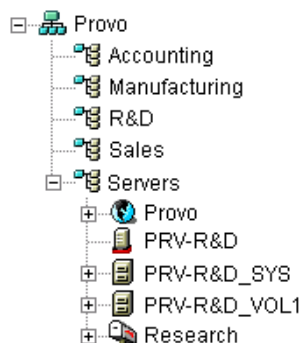 Provo
Accounting
Manufacturing
R&D
Sales
Servers
Provo
PRV-R&D
PRV-R&D_SYS
PRV-R&D_VOL1
Research